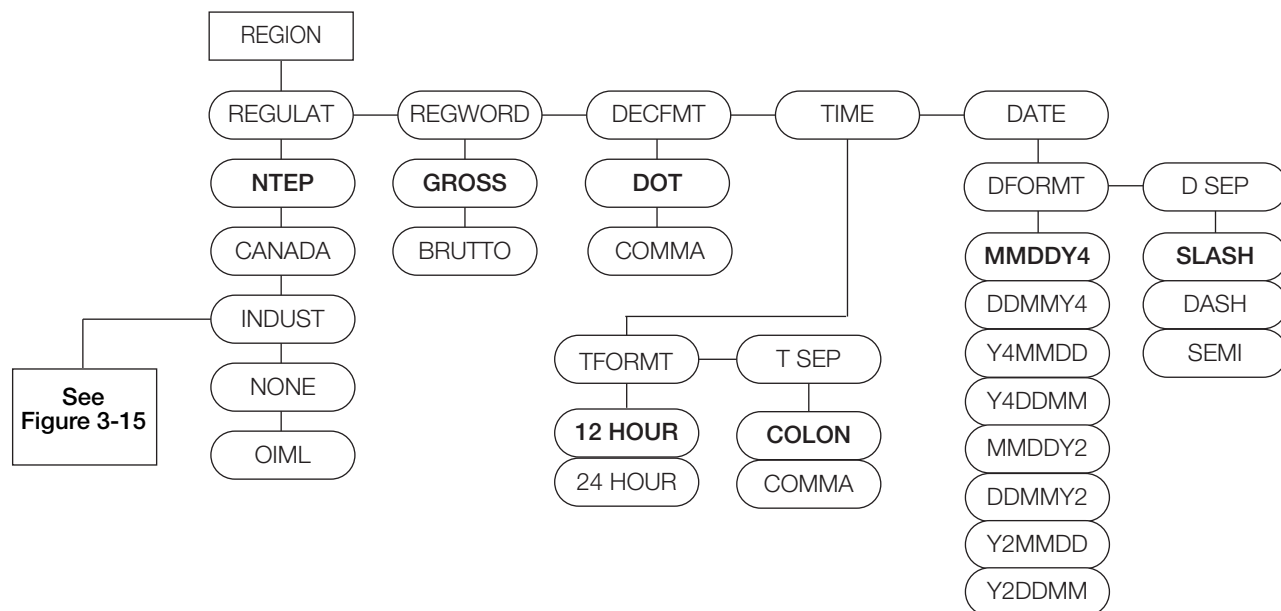 REGION
REGULAT
REGWORD
DECFMT
TIME
DATE
NTEP
GROSS
DOT
DFORMT
D SEP
CANADA
BRUTTO
COMMA
MMDDY4
SLASH
INDUST
DDMMY4
DASH
See
Figure 3-15
NONE
TFORMT
T SEP
Y4MMDD
SEMI
OIML
12 HOUR
COLON
Y4DDMM
24 HOUR
COMMA
MMDDY2
DDMMY2
Y2MMDD
Y2DDMM